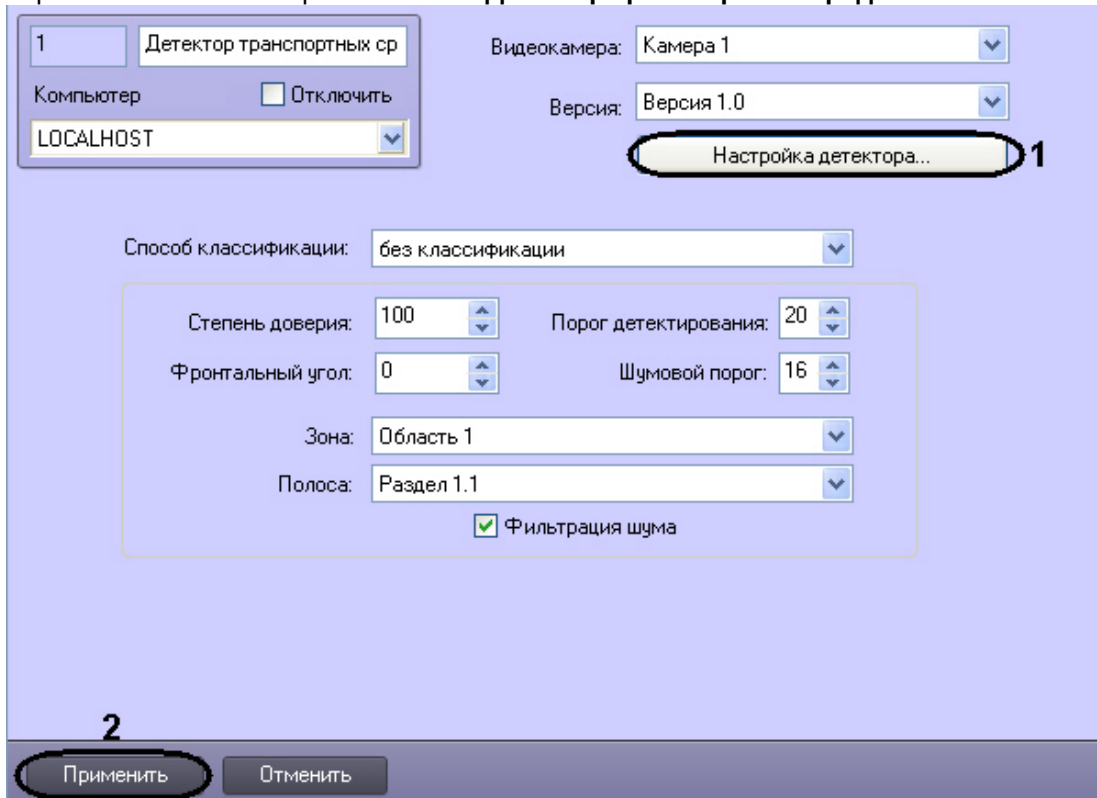 1 Детектор транспортных ср
Видеокамера: Камера 1
Компьютер Отключить
Версия: Версия 1.0
LOCALHOST
Настройка детектора... 1
Способ классификации: без классификации
Степень доверия: 100 Порог детектирования: 20
Фронтальный угол: 0 Шумовой порог: 16
Зона: Область 1
Полоса: Раздел 1.1
Фильтрация шума
2
Применить Отменить